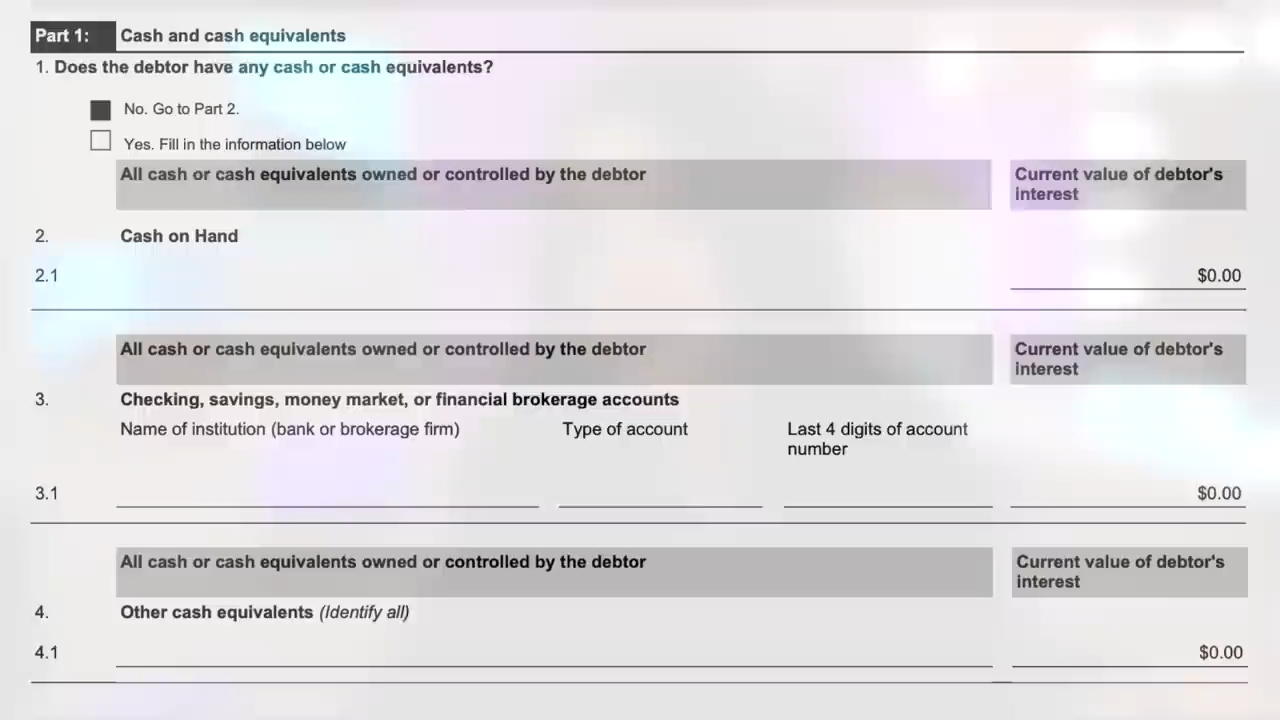 Part 1: Cash and cash equivalents
1. Does the debtor have any cash or cash equivalents?
No. Go to Part 2.
Yes. Fill in the information below
All cash or cash equivalents owned or controlled by the debtor
Current value of debtor's
interest
2. Cash on Hand
2.1 $0.00
All cash or cash equivalents owned or controlled by the debtor
Current value of debtor's
interest
3. Checking, savings, money market, or financial brokerage accounts
Name of institution (bank or brokerage firm) Type of account Last 4 digits of account
number
3.1 $0.00
All cash or cash equivalents owned or controlled by the debtor
Current value of debtor's
interest
4. Other cash equivalents (Identify all)
4.1 $0.00